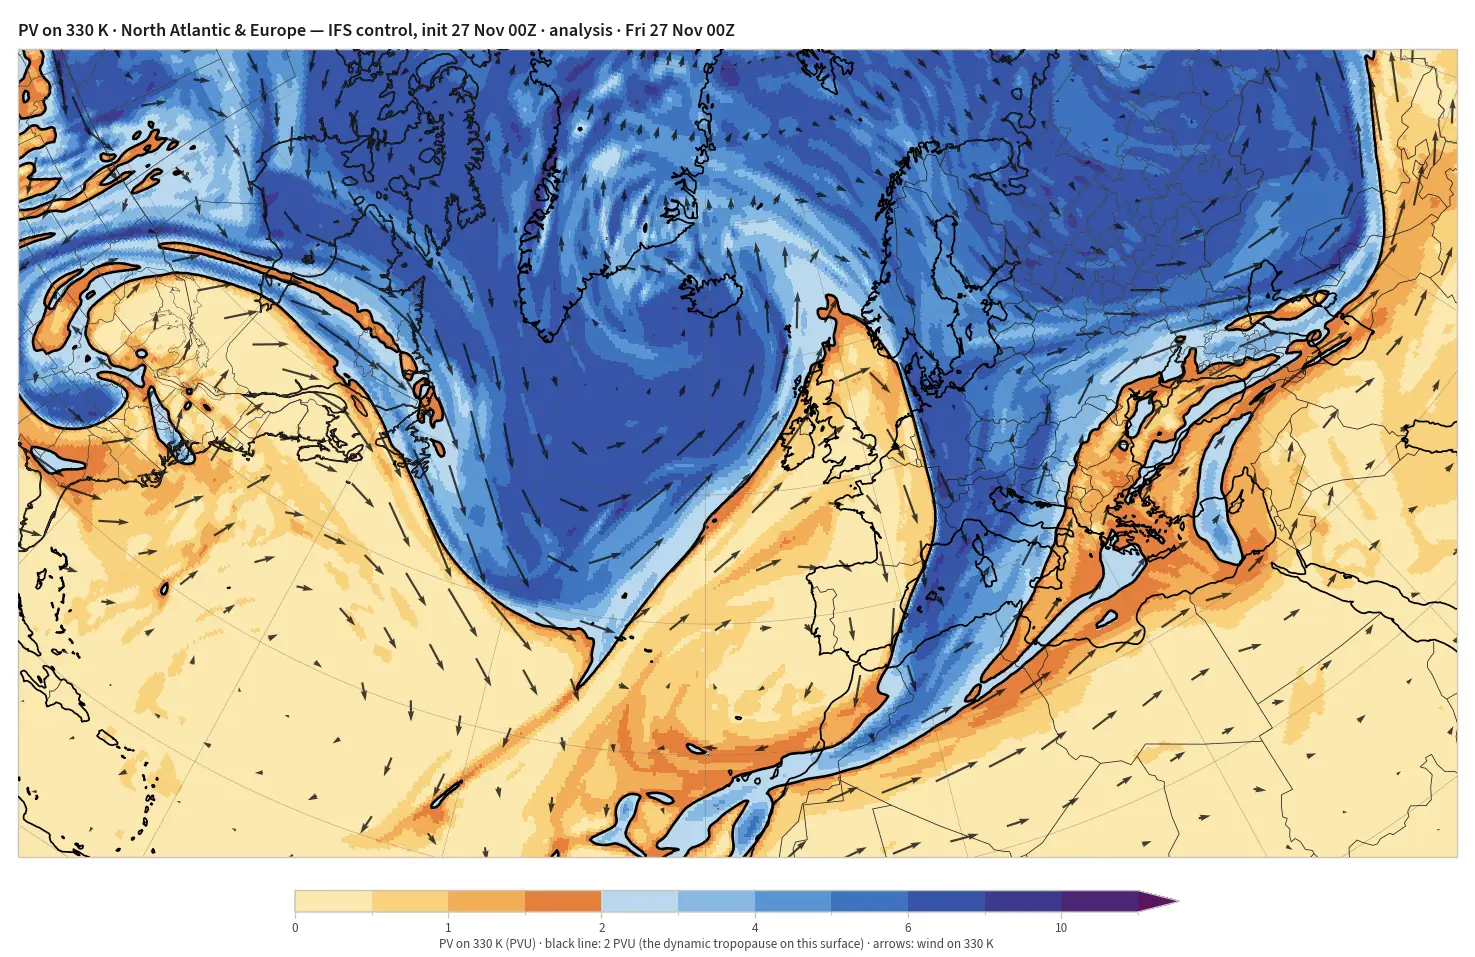 PV on 330 K · North Atlantic & Europe — IFS control, init 27 Nov 00Z · analysis · Fri 27 Nov 00Z
0 1 2 4 6 10
PV on 330 K (PVU) · black line: 2 PVU (the dynamic tropopause on this surface) · arrows: wind on 330 K